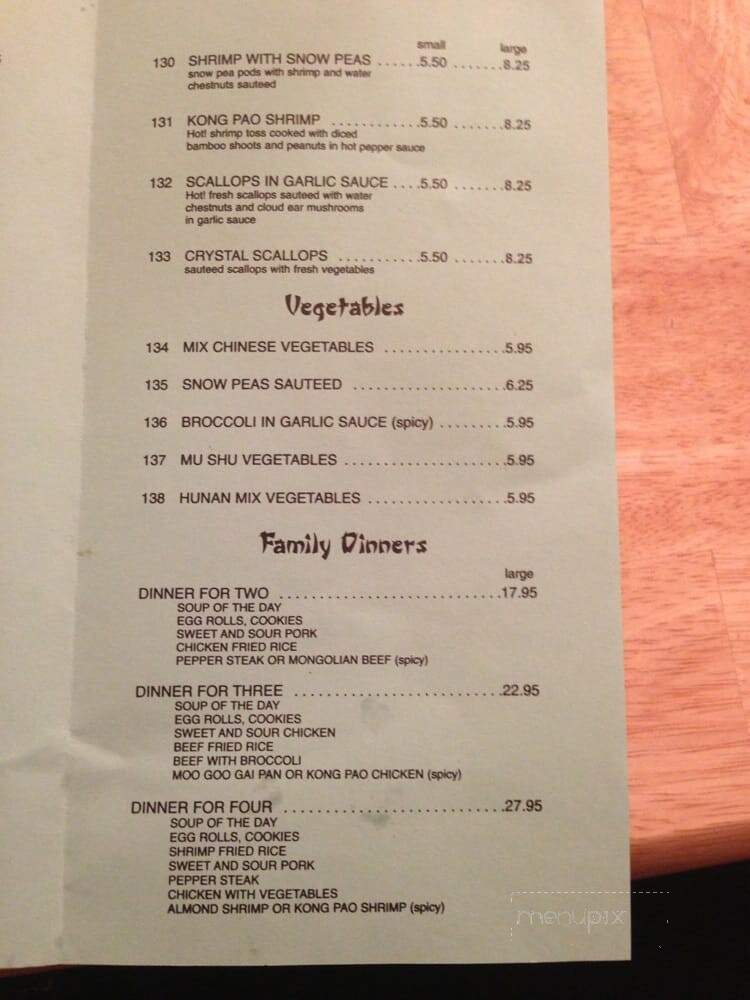 small large
130 SHRIMP WITH SNOW PEAS ......5.50 .......8.25
snow pea pods with shrimp and water
chestnuts sauteed
131 KONG PAO SHRIMP ...........5.50 .......8.25
Hot! shrimp toss cooked with diced
bamboo shoots and peanuts in hot pepper sauce
132 SCALLOPS IN GARLIC SAUCE ....5.50 .......8.25
Hot! fresh scallops sauteed with water
chestnuts and cloud ear mushrooms
in garlic sauce
133 CRYSTAL SCALLOPS ..........5.50 .......8.25
sauteed scallops with fresh vegetables
Vegetables
134 MIX CHINESE VEGETABLES ................5.95
135 SNOW PEAS SAUTEED ....................6.25
136 BROCCOLI IN GARLIC SAUCE (spicy) .........5.95
137 MU SHU VEGETABLES .....................5.95
138 HUNAN MIX VEGETABLES ..................5.95
Family Dinners
large
DINNER FOR TWO .............................17.95
SOUP OF THE DAY
EGG ROLLS, COOKIES
SWEET AND SOUR PORK
CHICKEN FRIED RICE
PEPPER STEAK OR MONGOLIAN BEEF (spicy)
DINNER FOR THREE ...........................22.95
SOUP OF THE DAY
EGG ROLLS, COOKIES
SWEET AND SOUR CHICKEN
BEEF FRIED RICE
BEEF WITH BROCCOLI
MOO GOO GAI PAN OR KONG PAO CHICKEN (spicy)
DINNER FOR FOUR ............................27.95
SOUP OF THE DAY
EGG ROLLS, COOKIES
SHRIMP FRIED RICE
SWEET AND SOUR PORK
PEPPER STEAK
CHICKEN WITH VEGETABLES
ALMOND SHRIMP OR KONG PAO SHRIMP (spicy)
menupix